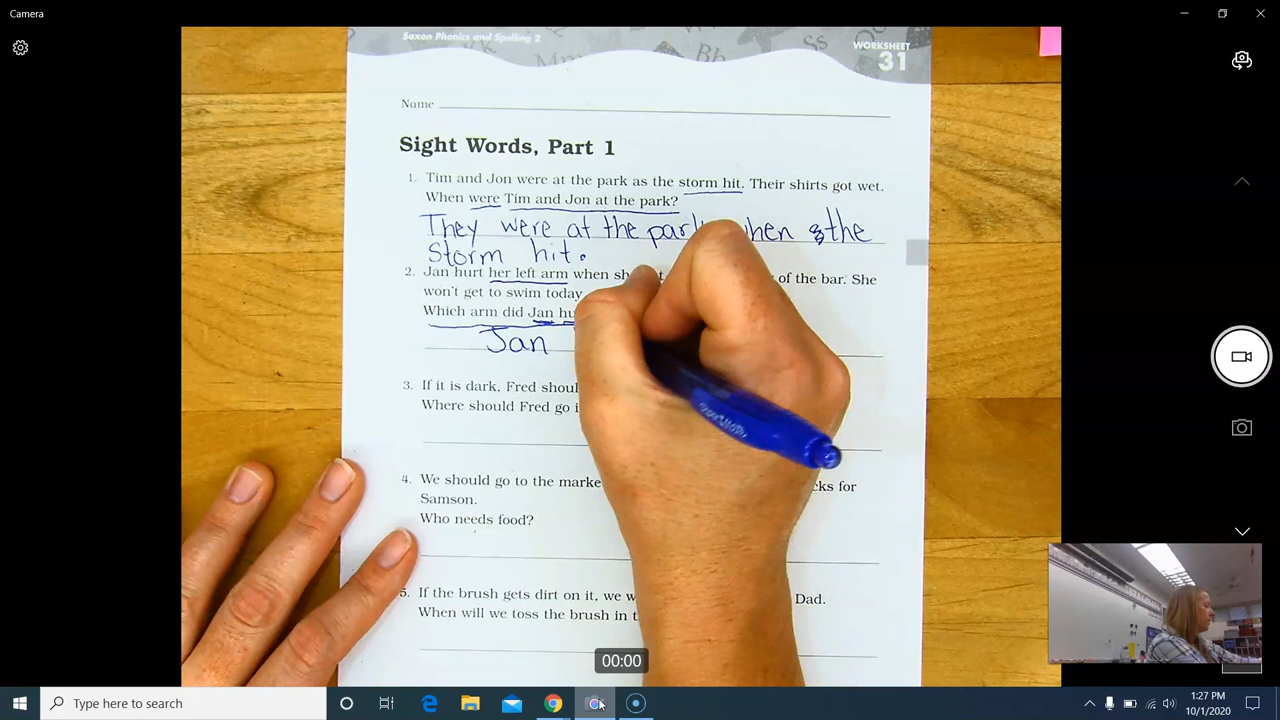 Camera
Saxon Phonics and Spelling 2
Mm
Bb
Ss
WORKSHEET
31
Name
Sight Words, Part 1
1. Tim and Jon were at the park as the storm hit. Their shirts got wet.
When were Tim and Jon at the park?
They were at the park when the
storm hit.
2. Jan hurt her left arm when of the bar. She
won't get to swim today
Which arm did Jan
Jan
3. If it is dark, Fred
Where should Fred go
4. We should go to the for
Samson.
Who needs food?
5. If the brush gets dirt on it, we Dad.
When will we toss the brush in
00:00
Type here to search
1:27 PM
10/1/2020